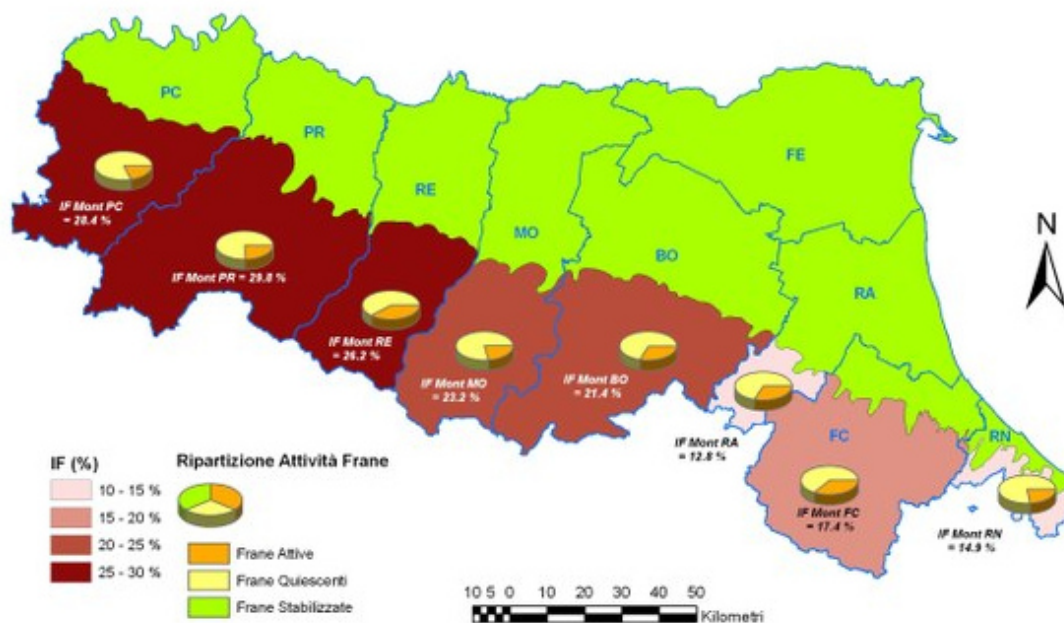 PC
PR
RE
MO
BO
FE
RA
FC
RN
N
IF Mont PC
= 28.4 %
IF Mont PR = 29.8 %
IF Mont RE
= 26.2 %
IF Mont MO
= 23.2 %
IF Mont BO
= 21.4 %
IF Mont RA
= 12.8 %
IF Mont FC
= 17.4 %
IF Mont RN
= 14.9 %
IF (%)
10 - 15 %
15 - 20 %
20 - 25 %
25 - 30 %
Ripartizione Attività Frane
Frane Attive
Frane Quiescenti
Frane Stabilizzate
10 5 0 10 20 30 40 50
Kilometri